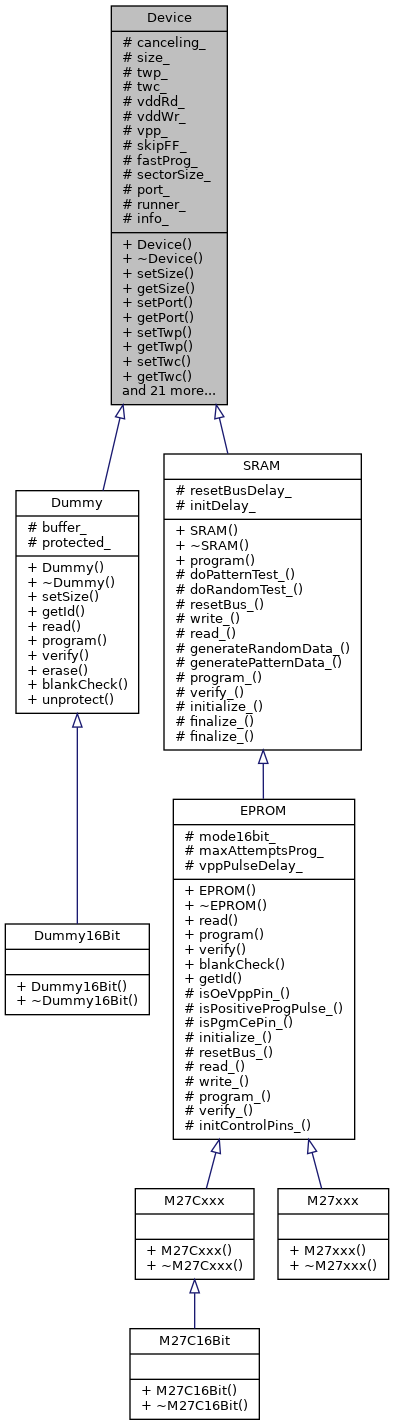 Device
# canceling_
# size_
# twp_
# twc_
# vddRd_
# vddWr_
# vpp_
# skipFF_
# fastProg_
# sectorSize_
# port_
# runner_
# info_
+ Device()
+ ~Device()
+ setSize()
+ getSize()
+ setPort()
+ getPort()
+ setTwp()
+ getTwp()
+ setTwc()
+ getTwc()
and 21 more...
Dummy
# buffer_
# protected_
+ Dummy()
+ ~Dummy()
+ setSize()
+ getId()
+ read()
+ program()
+ verify()
+ erase()
+ blankCheck()
+ unprotect()
SRAM
# resetBusDelay_
# initDelay_
+ SRAM()
+ ~SRAM()
+ program()
# doPatternTest_()
# doRandomTest_()
# resetBus_()
# write_()
# read_()
# generateRandomData_()
# generatePatternData_()
# program_()
# verify_()
# initialize_()
# finalize_()
# finalize_()
Dummy16Bit
+ Dummy16Bit()
+ ~Dummy16Bit()
EPROM
# mode16bit_
# maxAttemptsProg_
# vppPulseDelay_
+ EPROM()
+ ~EPROM()
+ read()
+ program()
+ verify()
+ blankCheck()
+ getId()
# isOeVppPin_()
# isPositiveProgPulse_()
# isPgmCePin_()
# initialize_()
# resetBus_()
# read_()
# write_()
# program_()
# verify_()
# initControlPins_()
M27Cxxx
+ M27Cxxx()
+ ~M27Cxxx()
M27xxx
+ M27xxx()
+ ~M27xxx()
M27C16Bit
+ M27C16Bit()
+ ~M27C16Bit()